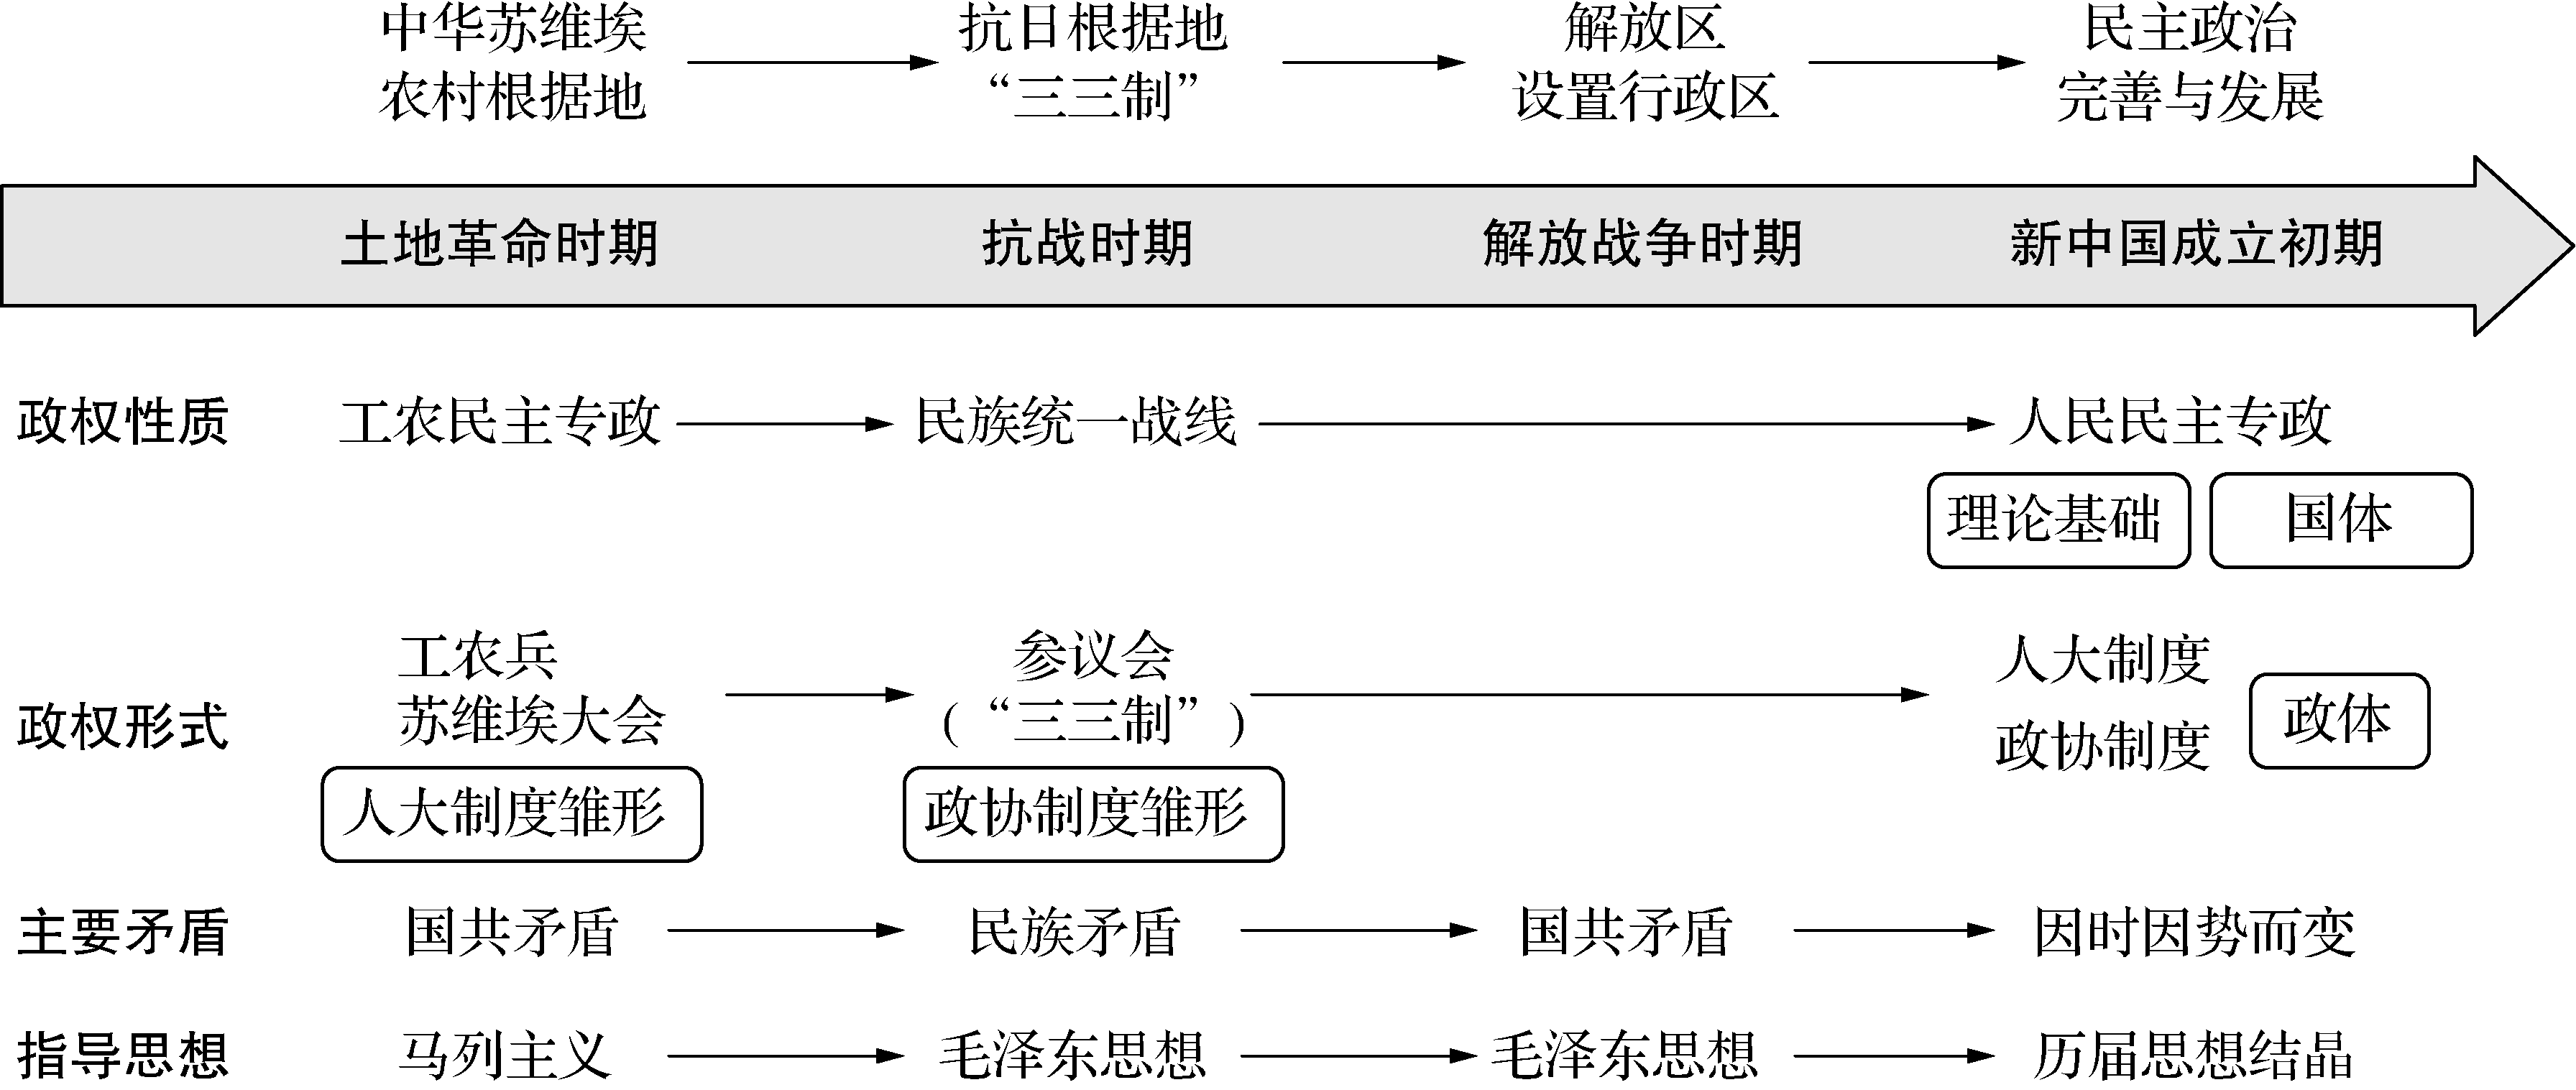 中华苏维埃
农村根据地
抗日根据地
“三三制”
解放区
设置行政区
民主政治
完善与发展
土地革命时期
抗战时期
解放战争时期
新中国成立初期
政权性质
工农民主专政
民族统一战线
人民民主专政
理论基础
国体
政权形式
工农兵
苏维埃大会
人大制度雏形
参议会
(“三三制”)
政协制度雏形
人大制度
政协制度
政体
主要矛盾
国共矛盾
民族矛盾
国共矛盾
因时因势而变
指导思想
马列主义
毛泽东思想
毛泽东思想
历届思想结晶